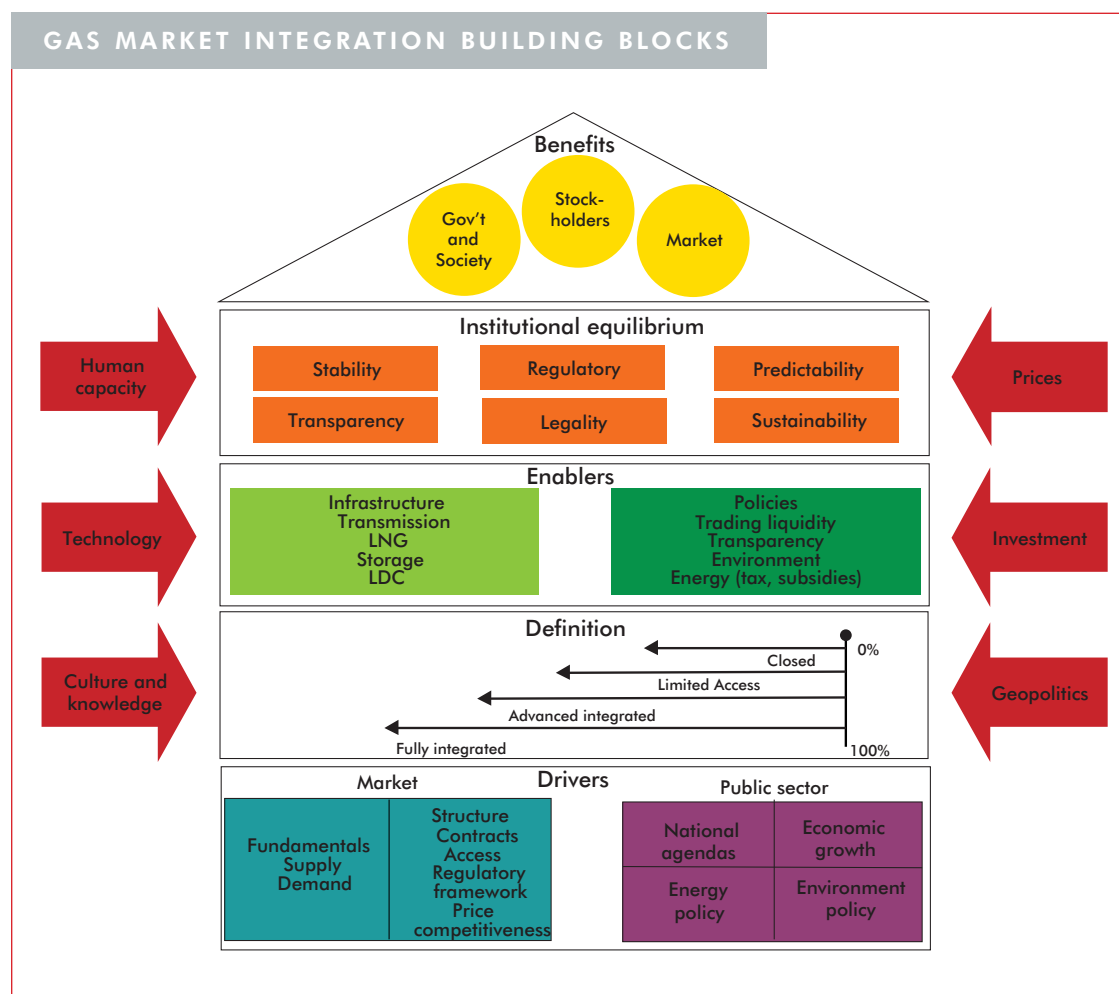 GAS MARKET INTEGRATION BUILDING BLOCKS
Benefits
Gov't
and
Society
Stock-
holders
Market
Human
capacity
Institutional equilibrium
Stability
Regulatory
Predictability
Transparency
Legality
Sustainability
Prices
Technology
Enablers
Infrastructure
Transmission
LNG
Storage
LDC
Policies
Trading liquidity
Transparency
Environment
Energy (tax, subsidies)
Investment
Culture and
knowledge
Definition
0%
Closed
Limited Access
Advanced integrated
Fully integrated
100%
Geopolitics
Drivers
Market
Fundamentals
Supply
Demand
Structure
Contracts
Access
Regulatory
framework
Price
competitiveness
Public sector
National
agendas
Economic
growth
Energy
policy
Environment
policy